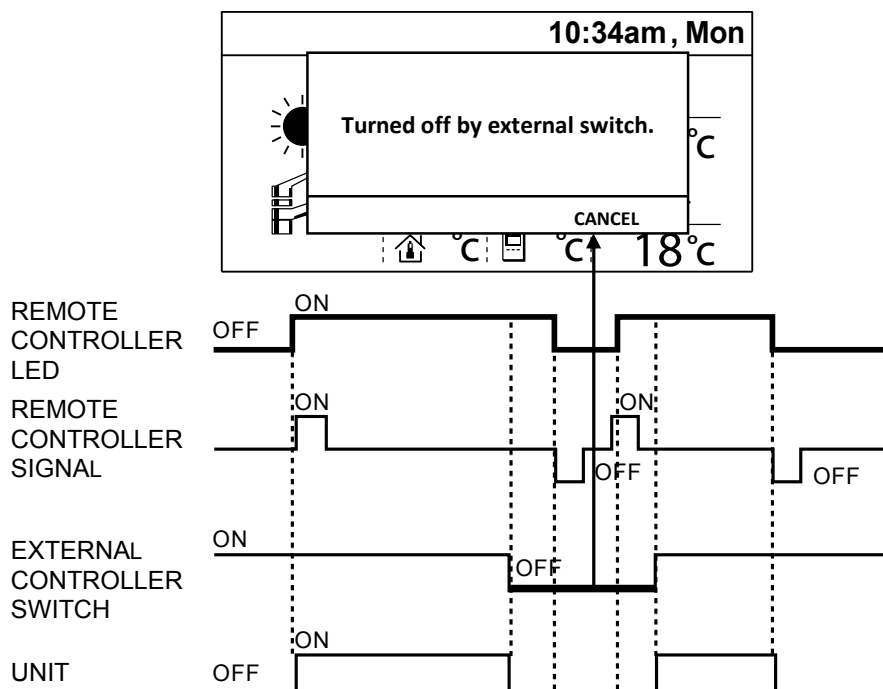 10:34am, Mon
Turned off by external switch.
°C
CANCEL
°C °C 18°C
REMOTE CONTROLLER LED
OFF ON
REMOTE CONTROLLER SIGNAL
ON OFF ON OFF
EXTERNAL CONTROLLER SWITCH
ON OFF
UNIT OFF ON